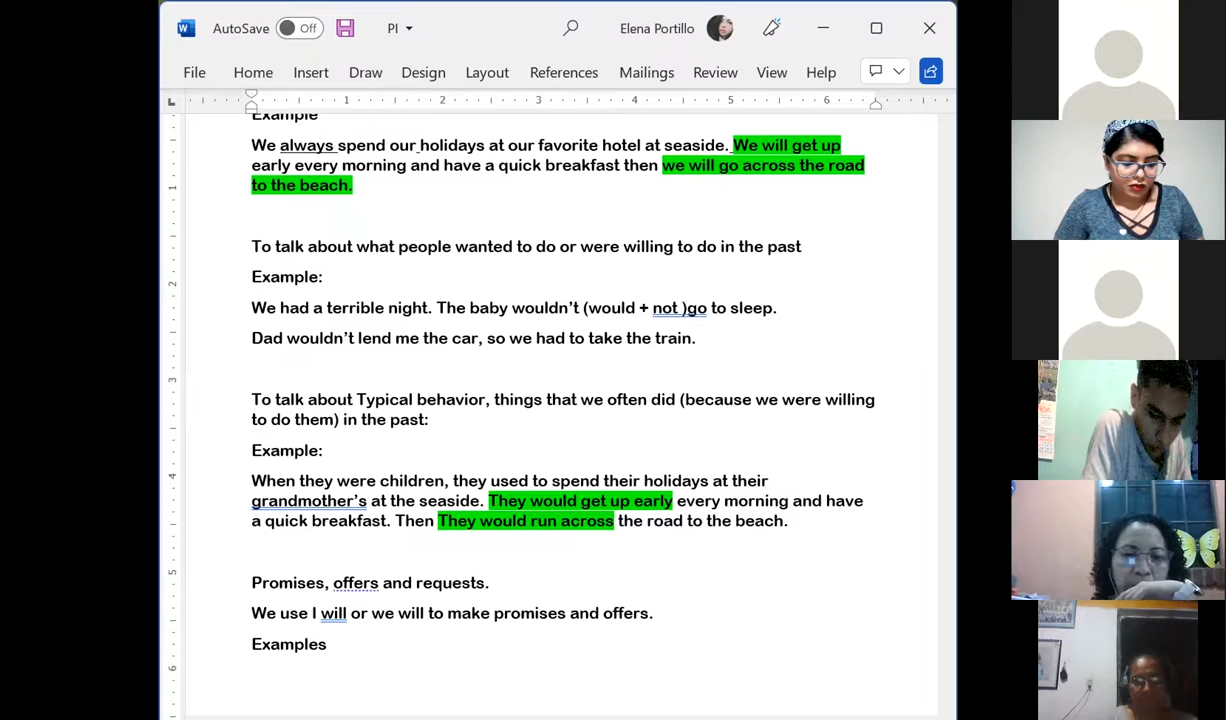 AutoSave Off PI Elena Portillo
File Home Insert Draw Design Layout References Mailings Review View Help
1 2 3 4 5 6
Example
We always spend our holidays at our favorite hotel at seaside. We will get up
early every morning and have a quick breakfast then we will go across the road
to the beach.
To talk about what people wanted to do or were willing to do in the past
Example:
We had a terrible night. The baby wouldn't (would + not )go to sleep.
Dad wouldn't lend me the car, so we had to take the train.
To talk about Typical behavior, things that we often did (because we were willing
to do them) in the past:
Example:
When they were children, they used to spend their holidays at their
grandmother's at the seaside. They would get up early every morning and have
a quick breakfast. Then They would run across the road to the beach.
Promises, offers and requests.
We use I will or we will to make promises and offers.
Examples